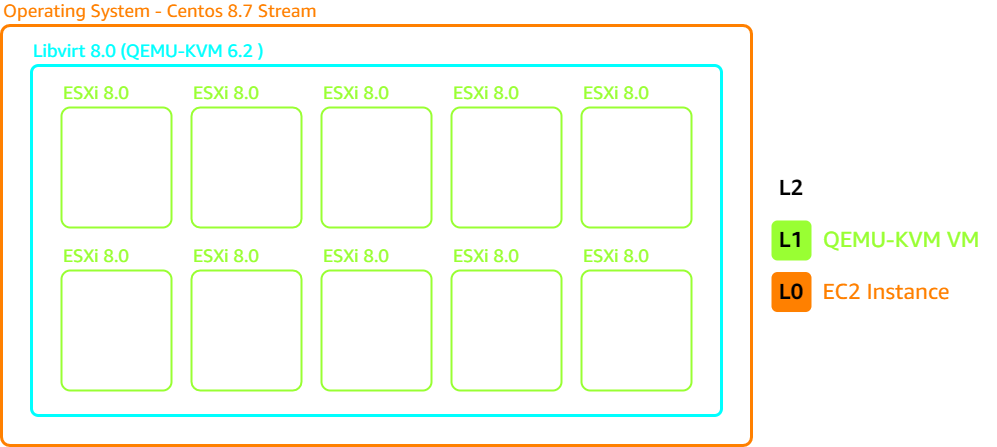 Operating System - Centos 8.7 Stream
Libvirt 8.0 (QEMU-KVM 6.2 )
ESXi 8.0 ESXi 8.0 ESXi 8.0 ESXi 8.0 ESXi 8.0
ESXi 8.0 ESXi 8.0 ESXi 8.0 ESXi 8.0 ESXi 8.0
L2
L1 QEMU-KVM VM
L0 EC2 Instance